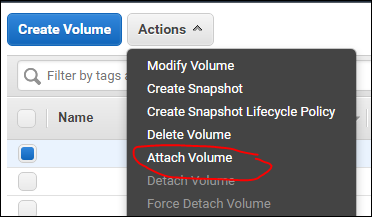 Create Volume
Actions
Modify Volume
Filter by tags a
Create Snapshot
Create Snapshot Lifecycle Policy
Name
Delete Volume
Attach Volume
Detach Volume
Force Detach Volume